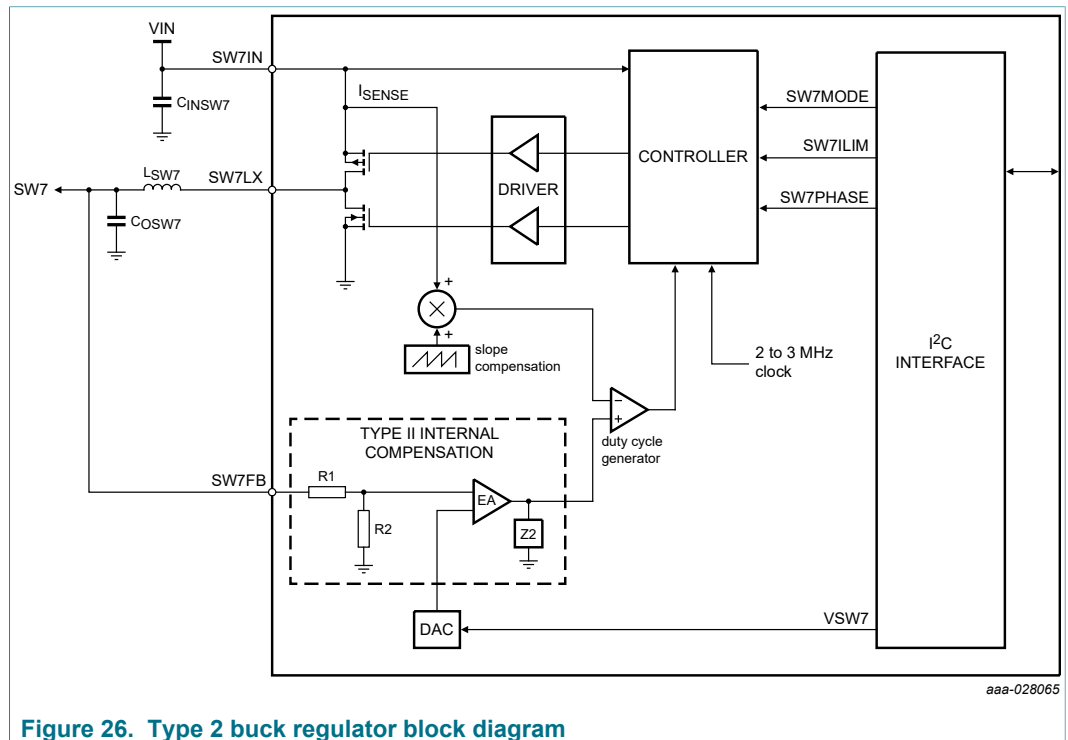 VIN
SW7IN
CINSW7
ISENSE
LSW7
SW7LX
SW7
COSW7
DRIVER
CONTROLLER
SW7MODE
SW7ILIM
SW7PHASE
I2C
INTERFACE
+
+
slope
compensation
2 to 3 MHz
clock
−
+
duty cycle
generator
TYPE II INTERNAL
COMPENSATION
SW7FB
R1
R2
EA
Z2
DAC
VSW7
aaa-028065
Figure 26. Type 2 buck regulator block diagram